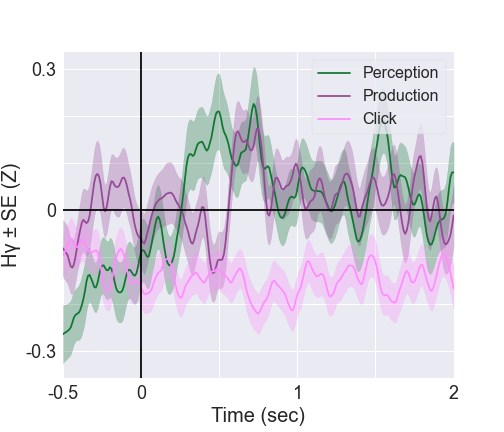 Perception
Production
Click
0.3
0
-0.3
Hγ ± SE (Z)
-0.5
0
1
2
Time (sec)